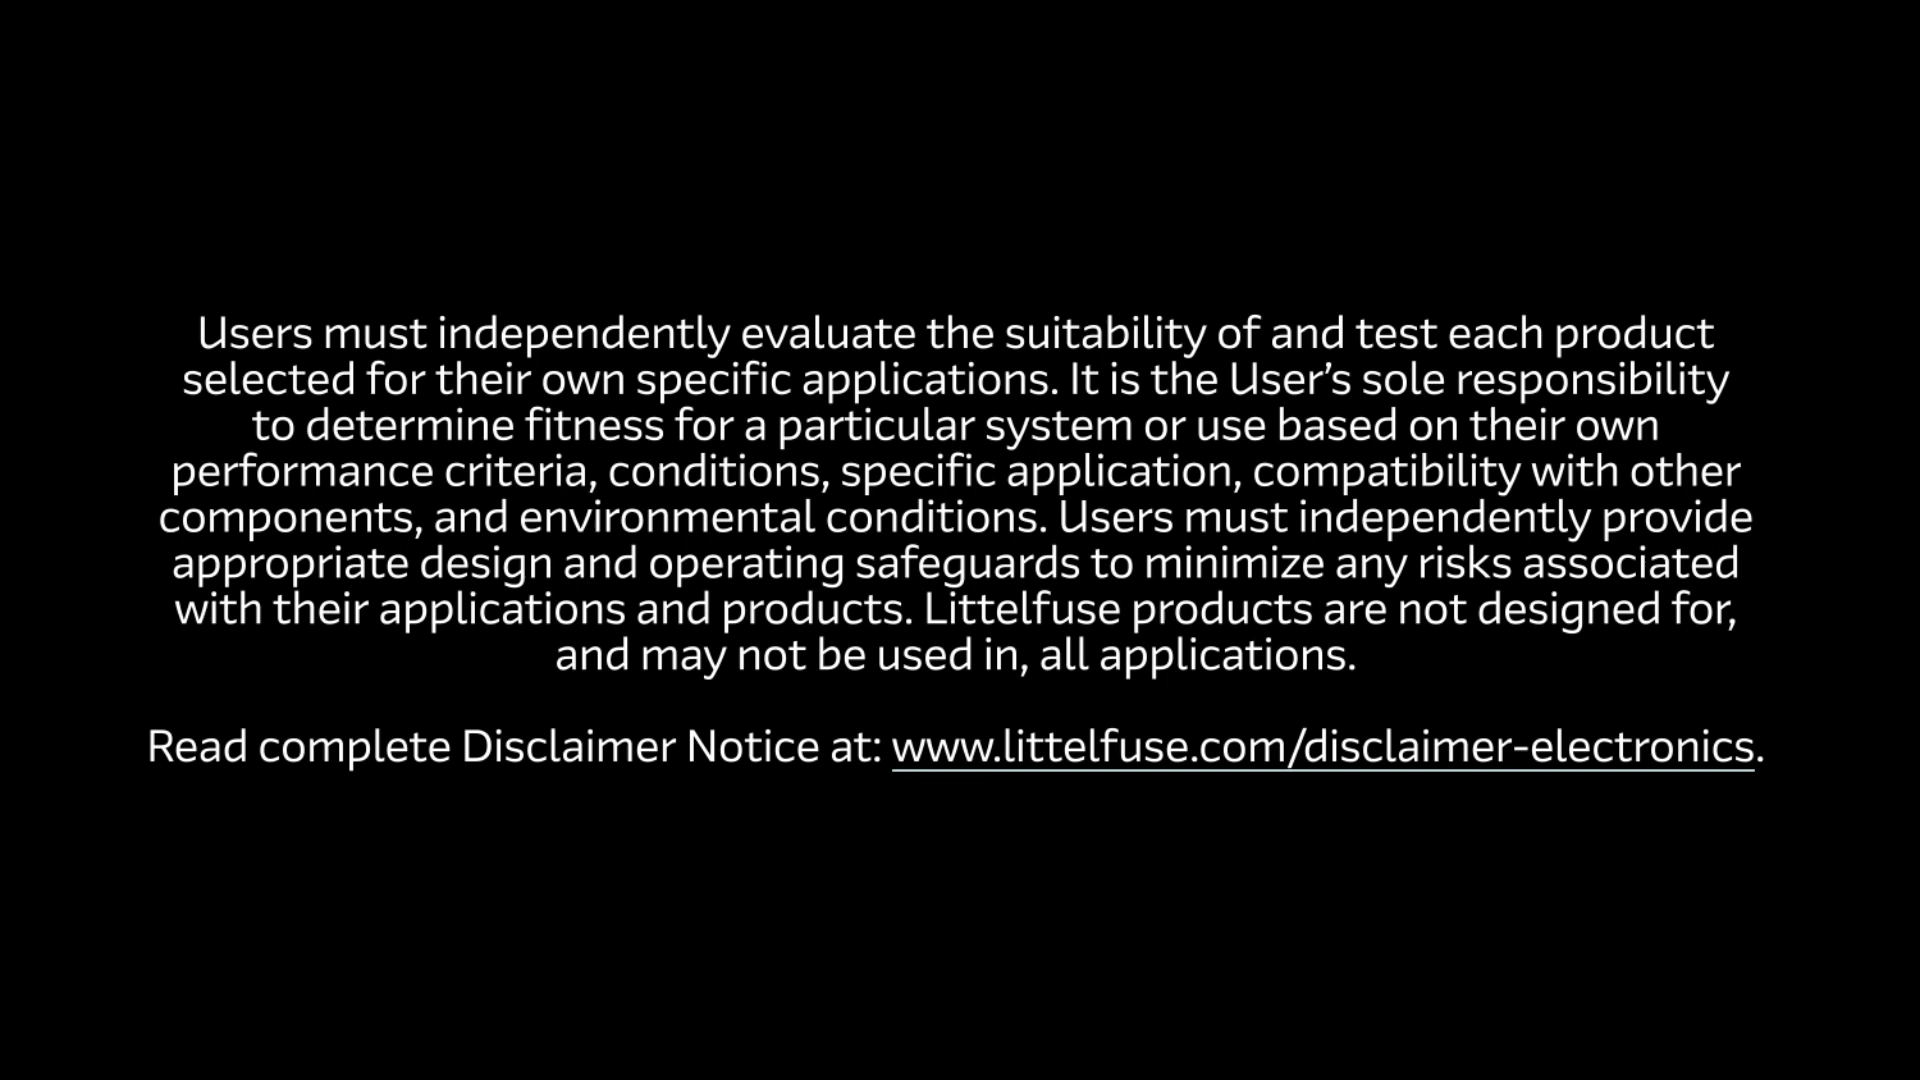 Users must independently evaluate the suitability of and test each product
selected for their own specific applications. It is the User’s sole responsibility
to determine fitness for a particular system or use based on their own
performance criteria, conditions, specific application, compatibility with other
components, and environmental conditions. Users must independently provide
appropriate design and operating safeguards to minimize any risks associated
with their applications and products. Littelfuse products are not designed for,
and may not be used in, all applications.
Read complete Disclaimer Notice at: www.littelfuse.com/disclaimer-electronics.